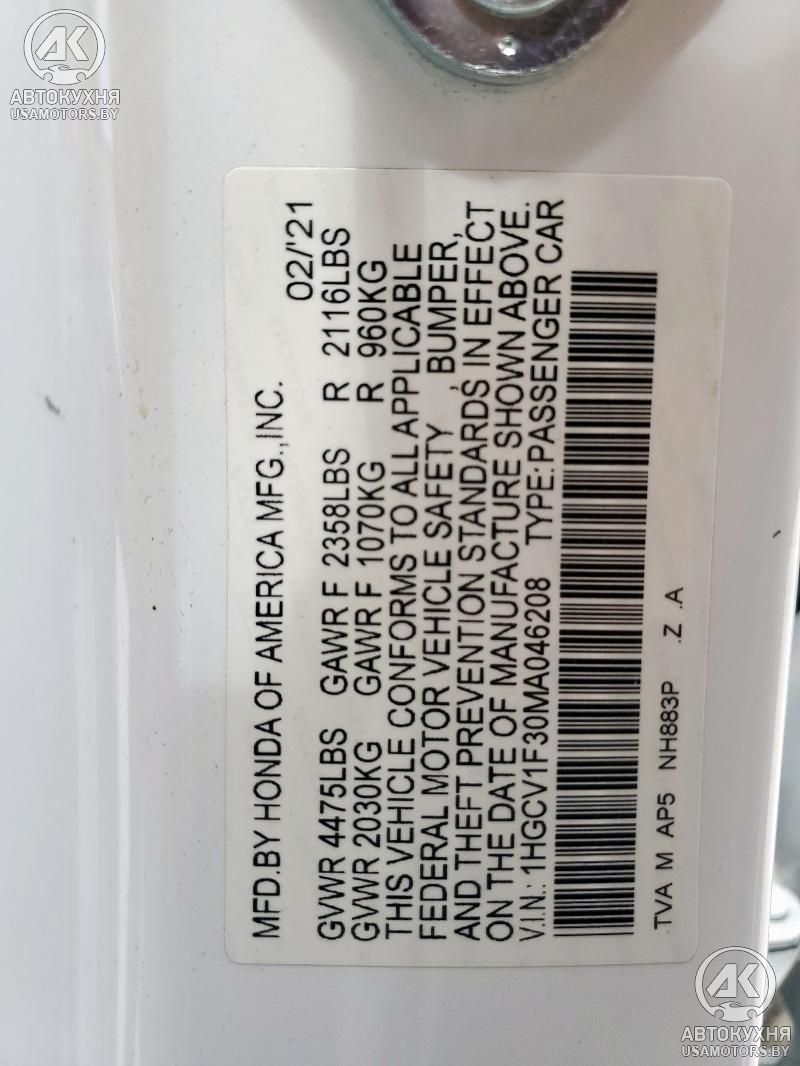 AK
АВТОКУХНЯ
USAMOTORS.BY
MFD.BY HONDA OF AMERICA MFG.,INC.
02/'21
GVWR 4475LBS GAWR F 2358LBS R 2116LBS
GVWR 2030KG GAWR F 1070KG R 960KG
THIS VEHICLE CONFORMS TO ALL APPLICABLE
FEDERAL MOTOR VEHICLE SAFETY, BUMPER,
AND THEFT PREVENTION STANDARDS IN EFFECT
ON THE DATE OF MANUFACTURE SHOWN ABOVE.
V.I.N.: 1HGCV1F30MA046208 TYPE:PASSENGER CAR
TVA M AP5 NH883P .Z .A
AK
АВТОКУХНЯ
USAMOTORS.BY